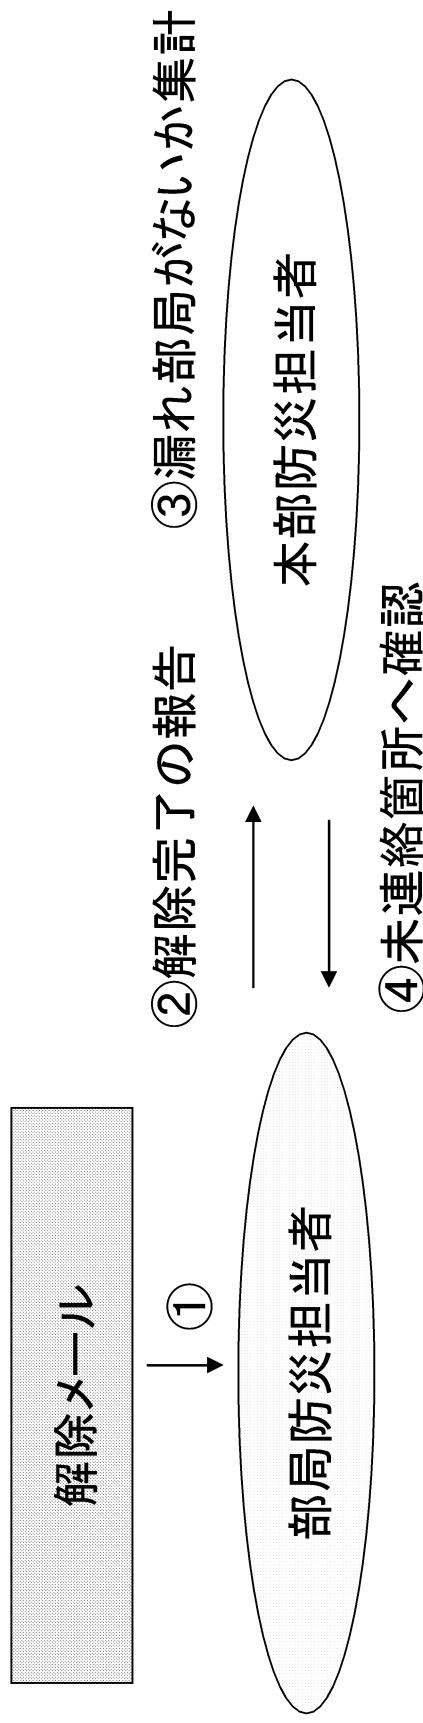 解除メール
①
部局防災担当者
②解除完了の報告
③漏れ部局がないか集計
本部防災担当者
④未連絡箇所へ確認